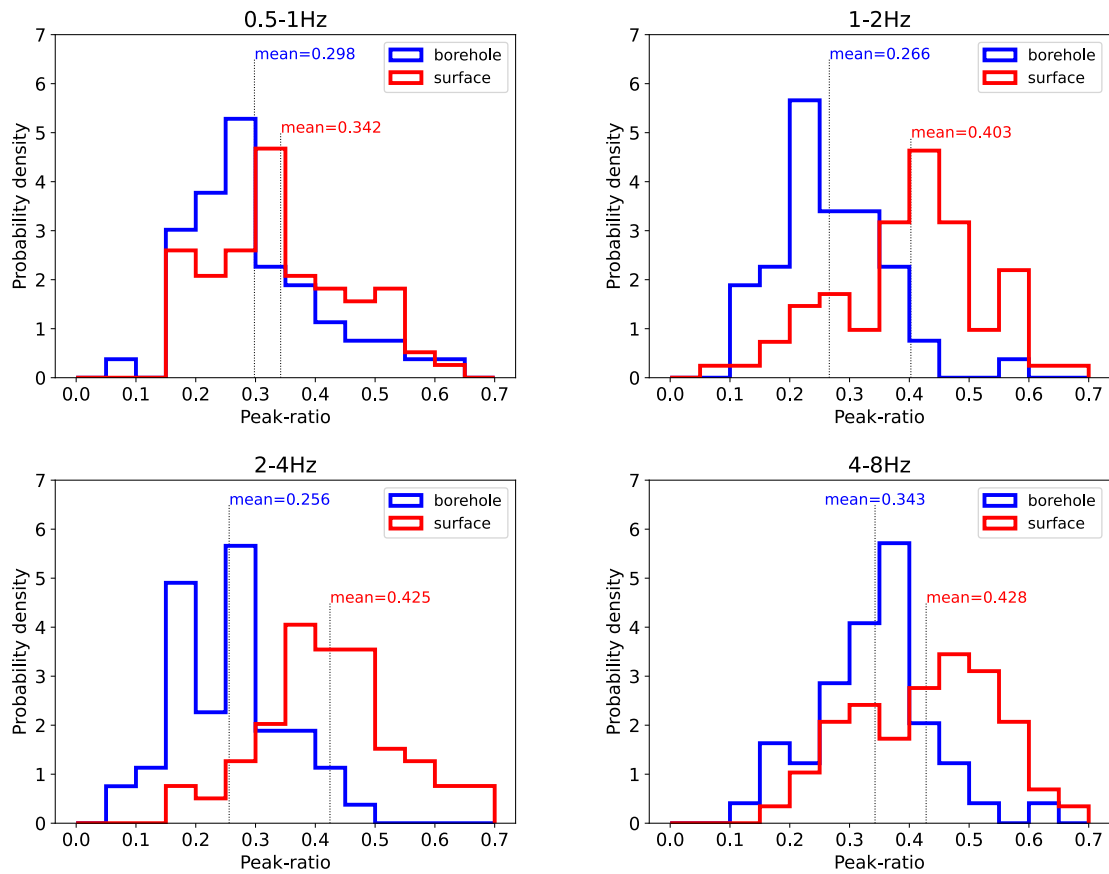 0.5-1Hz
mean=0.298
mean=0.342
borehole
surface
Probability density
7
6
5
4
3
2
1
0
0.0 0.1 0.2 0.3 0.4 0.5 0.6 0.7
Peak-ratio
1-2Hz
mean=0.266
mean=0.403
borehole
surface
Probability density
7
6
5
4
3
2
1
0
0.0 0.1 0.2 0.3 0.4 0.5 0.6 0.7
Peak-ratio
2-4Hz
mean=0.256
mean=0.425
borehole
surface
Probability density
7
6
5
4
3
2
1
0
0.0 0.1 0.2 0.3 0.4 0.5 0.6 0.7
Peak-ratio
4-8Hz
mean=0.343
mean=0.428
borehole
surface
Probability density
7
6
5
4
3
2
1
0
0.0 0.1 0.2 0.3 0.4 0.5 0.6 0.7
Peak-ratio